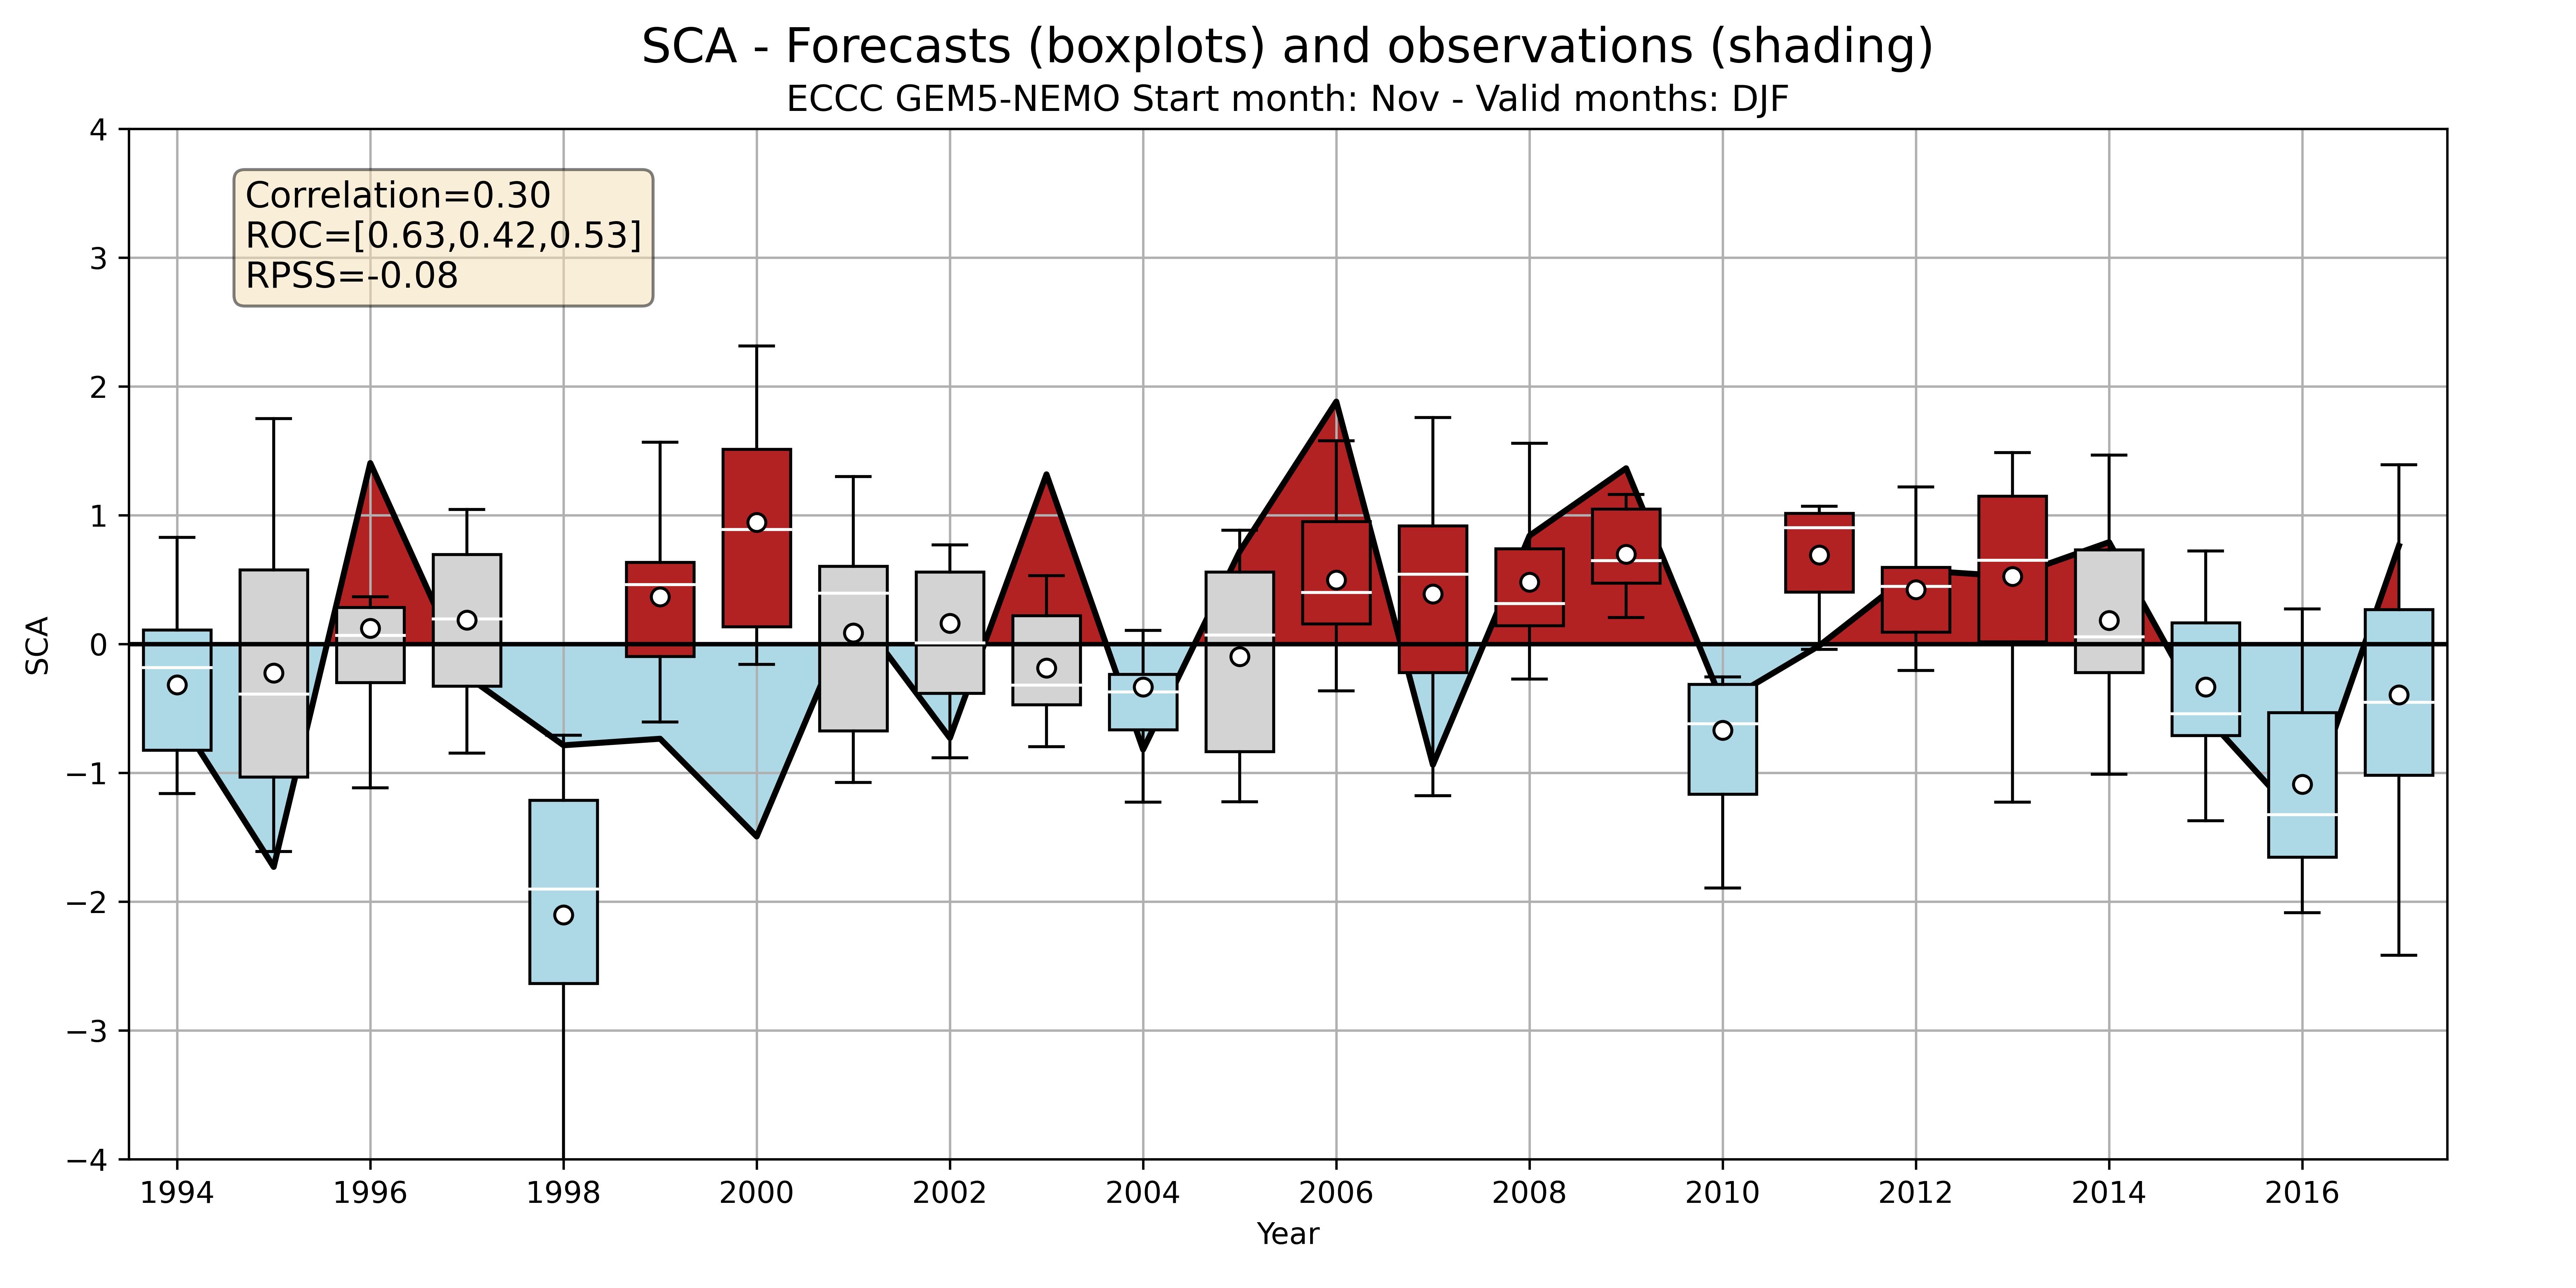 SCA - Forecasts (boxplots) and observations (shading)
ECCC GEM5-NEMO Start month: Nov - Valid months: DJF
Correlation=0.30
ROC=[0.63,0.42,0.53]
RPSS=-0.08
4
3
2
1
0
−1
−2
−3
−4
SCA
1994 1996 1998 2000 2002 2004 2006 2008 2010 2012 2014 2016
Year